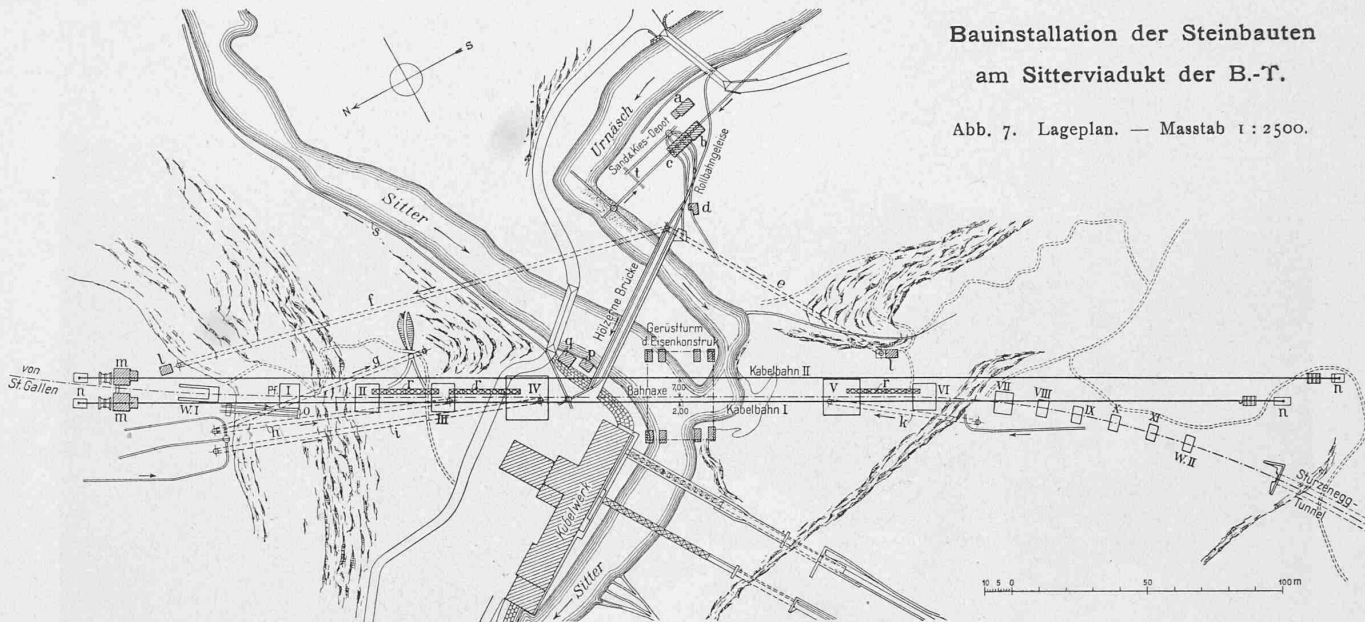 Bauinstallation der Steinbauten
am Sitterviadukt der B.-T.
Abb. 7. Lageplan. — Masstab 1 : 2500.
S
N
Urnäsch
a
Sand & Kies-Depot
b
c
t
Rollbahngeleise
d
Sitter
s
e
f
Hölzerne Brücke
Gerüstturm
d. Eisenkonstruk.
g
q
p
l
l
von
St. Gallen
m
n
n
m
W. I
Pf.
I
II
r
III
r
IV
Bahnaxe
7,00
2,00
Kabelbahn II
Kabelbahn I
V
r
VI
VII
VIII
IX
X
XI
W. II
n
n
o
h
i
k
Kubelwerk
Sitter
Sturzenegg-
Tunnel
10 5 0 50 100 m